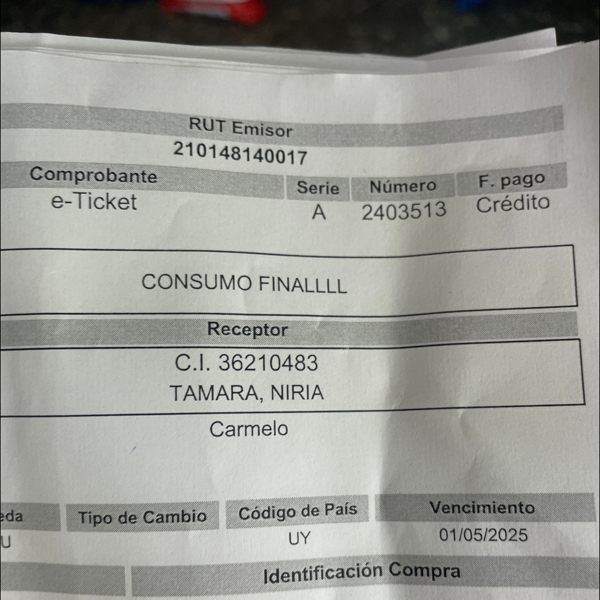 RUT Emisor
210148140017
Comprobante Serie Número F. pago
e-Ticket A 2403513 Crédito
CONSUMO FINALLLL
Receptor
C.I. 36210483
TAMARA, NIRIA
Carmelo
eda Tipo de Cambio Código de País Vencimiento
U UY 01/05/2025
Identificación Compra